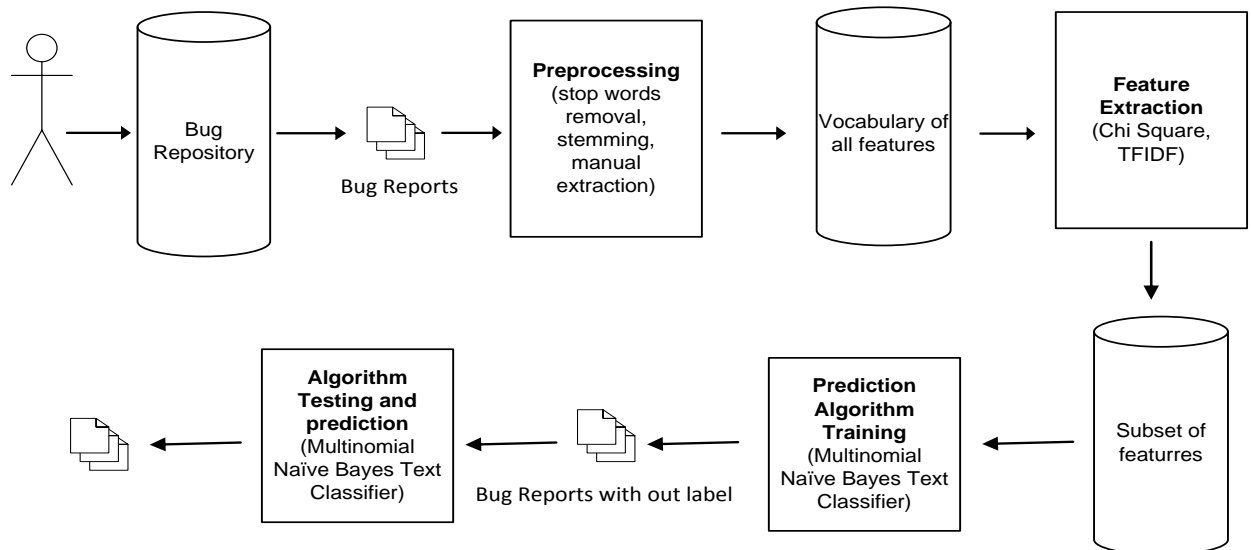 Bug
Repository
Bug Reports
Preprocessing
(stop words
removal,
stemming,
manual
extraction)
Vocabulary of
all features
Feature
Extraction
(Chi Square,
TFIDF)
Subset of
featurres
Prediction
Algorithm
Training
(Multinomial
Naïve Bayes Text
Classifier)
Bug Reports with out label
Algorithm
Testing and
prediction
(Multinomial
Naïve Bayes Text
Classifier)